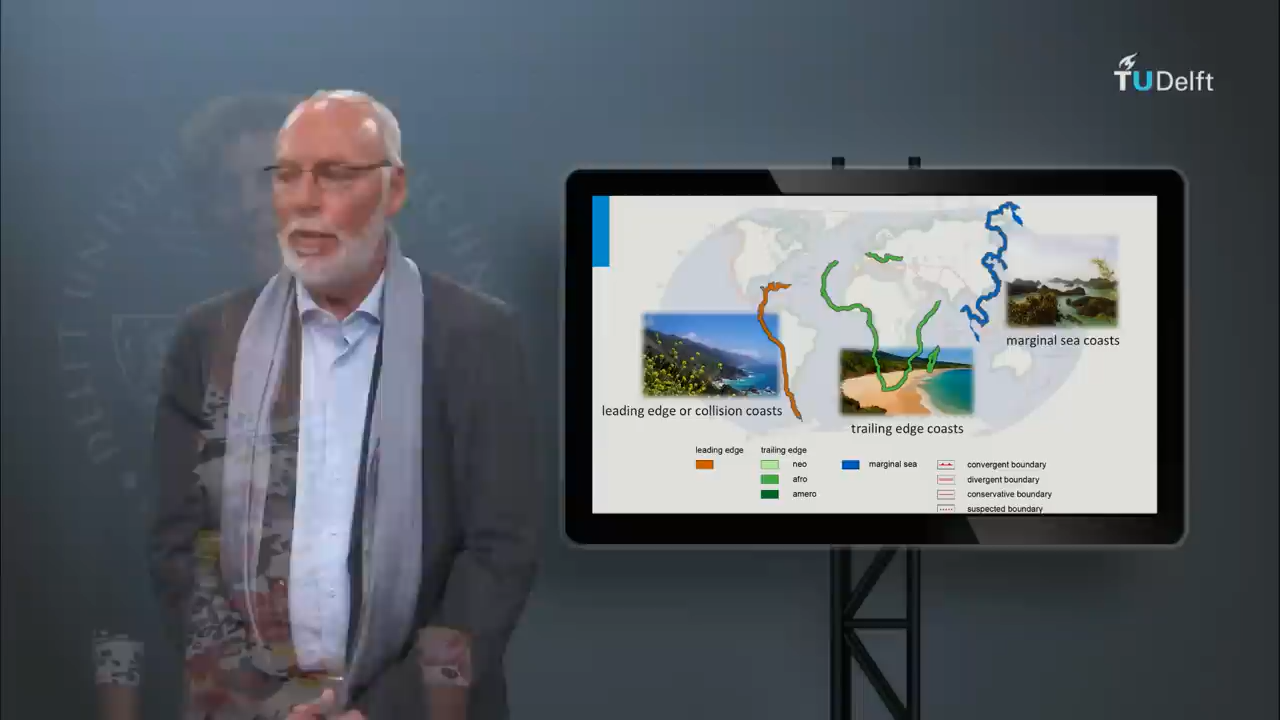 TUDelft
marginal sea coasts
leading edge or collision coasts
trailing edge coasts
leading edge
trailing edge
neo
afro
amero
marginal sea
convergent boundary
divergent boundary
conservative boundary
suspected boundary